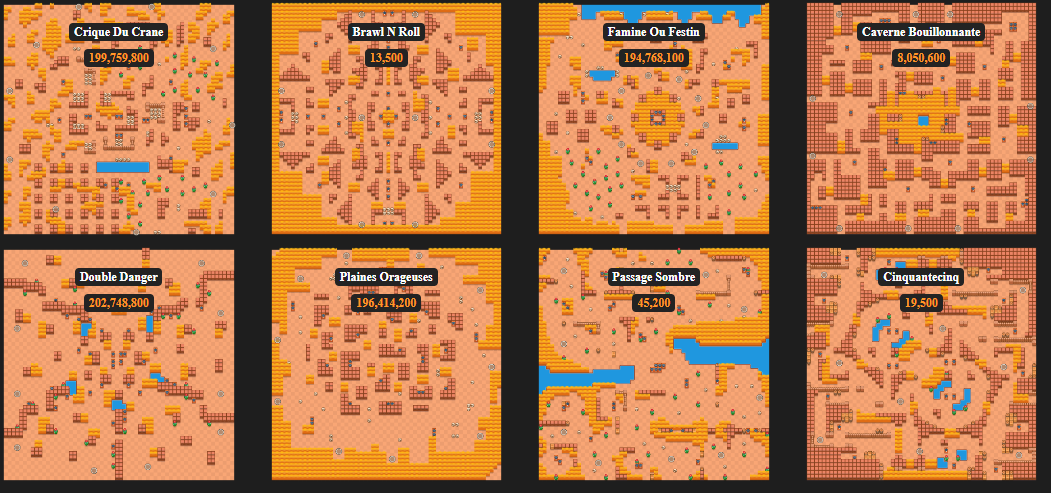 Crique Du Crane
199,759,800
Brawl N Roll
13,500
Famine Ou Festin
194,768,100
Caverne Bouillonnante
8,050,600
Double Danger
202,748,800
Plaines Orageuses
196,414,200
Passage Sombre
45,200
Cinquantecinq
19,500